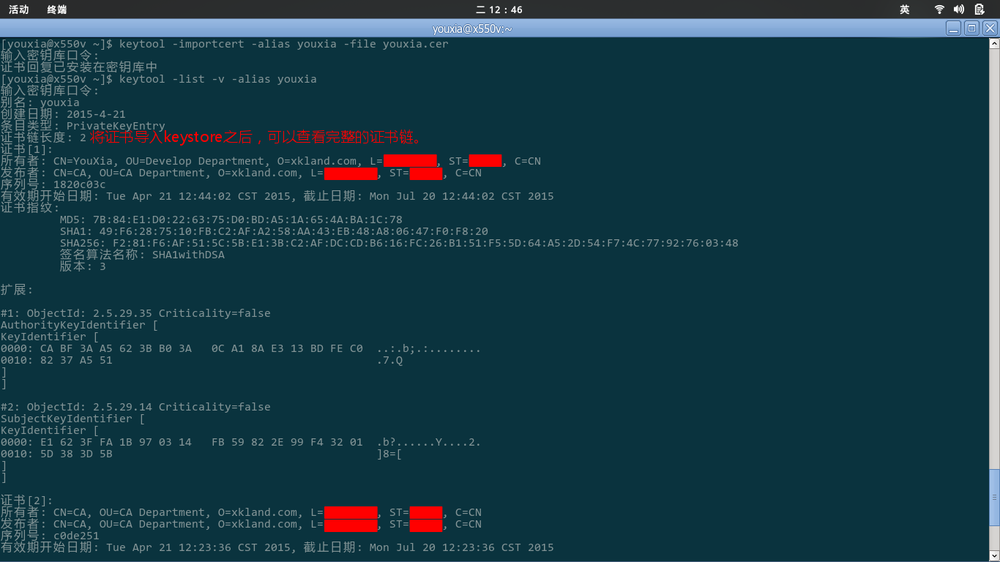 活动 终端 二 12:46 英
youxia@x550v:~
[youxia@x550v ~]$ keytool -importcert -alias youxia -file youxia.cer
输入密钥库口令:
证书回复已安装在密钥库中
[youxia@x550v ~]$ keytool -list -v -alias youxia
输入密钥库口令:
别名: youxia
创建日期: 2015-4-21
条目类型: PrivateKeyEntry
证书链长度: 2 将证书导入keystore之后，可以查看完整的证书链。
证书[1]:
所有者: CN=YouXia, OU=Develop Department, O=xkland.com, L=, ST=, C=CN
发布者: CN=CA, OU=CA Department, O=xkland.com, L=, ST=, C=CN
序列号: 1820c03c
有效期开始日期: Tue Apr 21 12:44:02 CST 2015, 截止日期: Mon Jul 20 12:44:02 CST 2015
证书指纹:
MD5: 7B:84:E1:D0:22:63:75:D0:BD:A5:1A:65:4A:BA:1C:78
SHA1: 49:F6:28:75:10:FB:C2:AF:A2:58:AA:43:EB:48:A8:06:47:F0:F8:20
SHA256: F2:81:F6:AF:51:5C:5B:E1:3B:C2:AF:DC:CD:B6:16:FC:26:B1:51:F5:5D:64:A5:2D:54:F7:4C:77:92:76:03:48
签名算法名称: SHA1withDSA
版本: 3
扩展:
#1: ObjectId: 2.5.29.35 Criticality=false
AuthorityKeyIdentifier [
KeyIdentifier [
0000: CA BF 3A A5 62 3B B0 3A 0C A1 8A E3 13 BD FE C0 ..:.b;.:........
0010: 82 37 A5 51 .7.Q
]
]
#2: ObjectId: 2.5.29.14 Criticality=false
SubjectKeyIdentifier [
KeyIdentifier [
0000: E1 62 3F FA 1B 97 03 14 FB 59 82 2E 99 F4 32 01 .b?......Y....2.
0010: 5D 38 3D 5B ]8=[
]
]
证书[2]:
所有者: CN=CA, OU=CA Department, O=xkland.com, L=, ST=, C=CN
发布者: CN=CA, OU=CA Department, O=xkland.com, L=, ST=, C=CN
序列号: c0de251
有效期开始日期: Tue Apr 21 12:23:36 CST 2015, 截止日期: Mon Jul 20 12:23:36 CST 2015